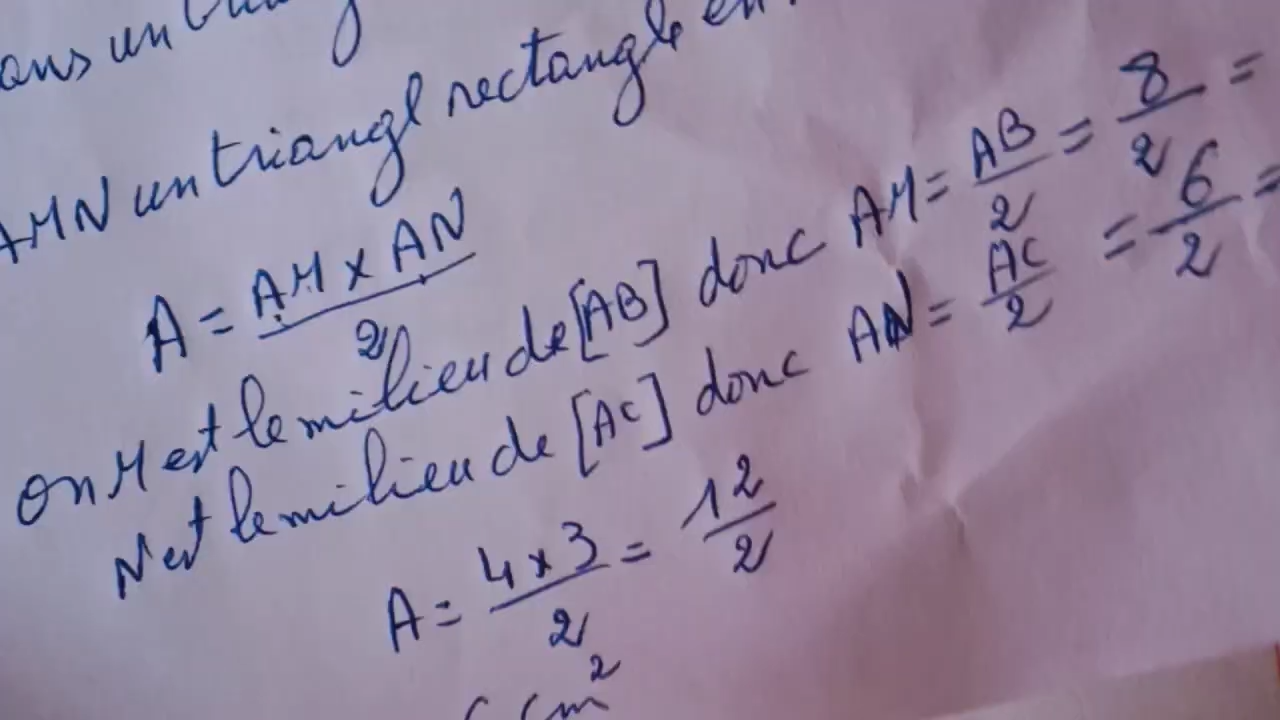 un
AMN un triangl rectangle en
A = AM x AN / 2
on M est le milieu de [AB] donc AM = AB / 2 = 8 / 2 =
N est le milieu de [AC] donc AN = AC / 2 = 6 / 2 =
A = 4 x 3 / 2 = 12 / 2
cm²